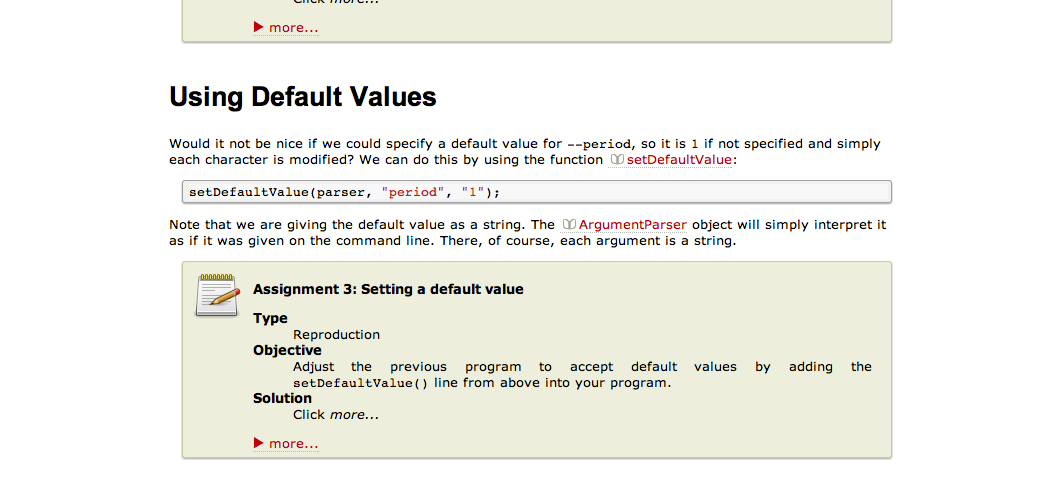 Click more...
▶ more...
Using Default Values
Would it not be nice if we could specify a default value for --period, so it is 1 if not specified and simply
each character is modified? We can do this by using the function setDefaultValue:
setDefaultValue(parser, "period", "1");
Note that we are giving the default value as a string. The ArgumentParser object will simply interpret it
as if it was given on the command line. There, of course, each argument is a string.
Assignment 3: Setting a default value
Type
Reproduction
Objective
Adjust the previous program to accept default values by adding the
setDefaultValue() line from above into your program.
Solution
Click more...
▶ more...